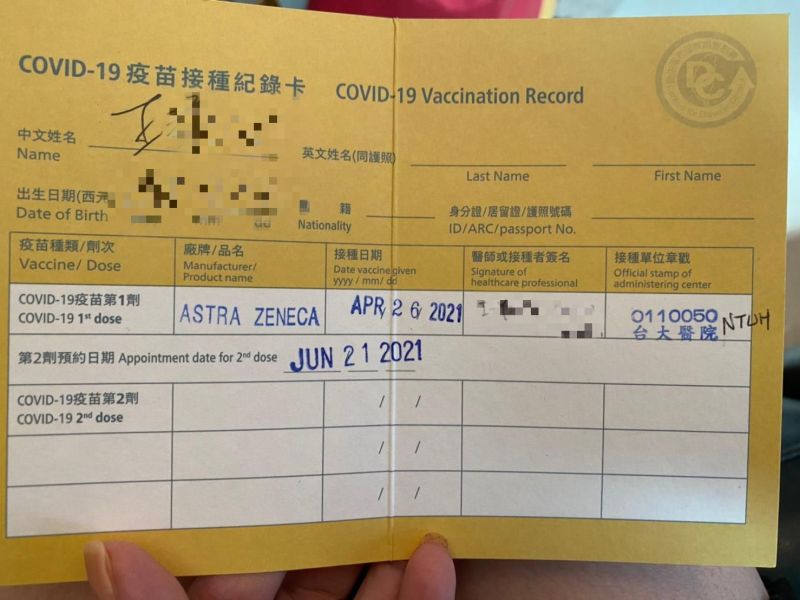 COVID-19 疫苗接種紀錄卡
COVID-19 Vaccination Record
中文姓名
Name
英文姓名(同護照)
Last Name
First Name
出生日期(西元
Date of Birth
mm
dd
籍
Nationality
身分證/居留證/護照號碼
ID/ARC/passport No.
疫苗種類/劑次
Vaccine/ Dose
廠牌/品名
Manufacturer/
Product name
接種日期
Date vaccine given
yyyy / mm/ dd
醫師或接種者簽名
Signature of
healthcare professional
接種單位章戳
Official stamp of
administering center
COVID-19疫苗第1劑
COVID-19 1st dose
ASTRA ZENECA
APR 26 2021
0110050
台大醫院 NTUH
第2劑預約日期 Appointment date for 2nd dose JUN 21 2021
COVID-19疫苗第2劑
COVID-19 2nd dose
/ /
/ /
/ /